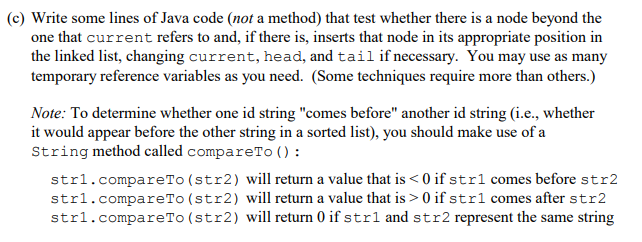 (c) Write some lines of Java code (not a method) that test whether there is a node beyond the
one that current refers to and, if there is, inserts that node in its appropriate position in
the linked list, changing current, head, and tail if necessary. You may use as many
temporary reference variables as you need. (Some techniques require more than others.)
Note: To determine whether one id string "comes before" another id string (i.e., whether
it would appear before the other string in a sorted list), you should make use of a
String method called compareTo():
str1.compareTo(str2) will return a value that is < 0 if str1 comes before str2
str1.compareTo(str2) will return a value that is > 0 if str1 comes after str2
str1.compareTo(str2) will return 0 if str1 and str2 represent the same string